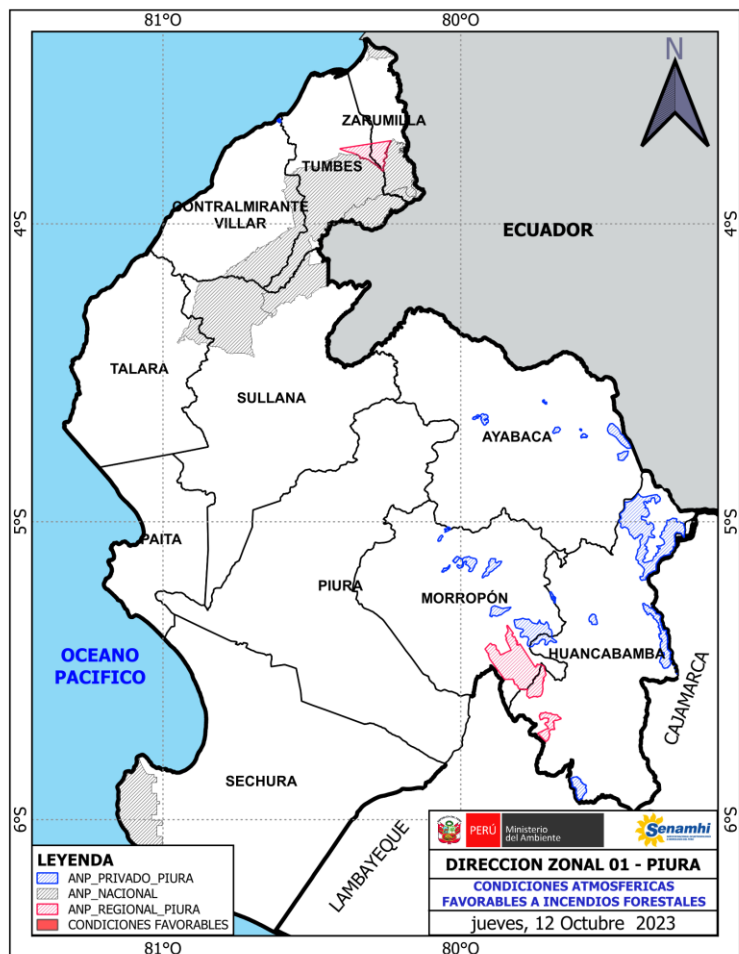 81°O
80°O
N
ZARUMILLA
TUMBES
CONTRALMIRANTE
VILLAR
4°S
4°S
ECUADOR
TALARA
SULLANA
AYABACA
5°S
5°S
PAITA
PIURA
MORROPÓN
HUANCABAMBA
OCEANO
PACIFICO
CAJAMARCA
SECHURA
LAMBAYEQUE
6°S
6°S
LEYENDA
ANP_PRIVADO_PIURA
ANP_NACIONAL
ANP_REGIONAL_PIURA
CONDICIONES FAVORABLES
PERÚ
Ministerio
del Ambiente
Senamhi
DIRECCION ZONAL 01 - PIURA
CONDICIONES ATMOSFERICAS
FAVORABLES A INCENDIOS FORESTALES
jueves, 12 Octubre 2023
81°O
80°O